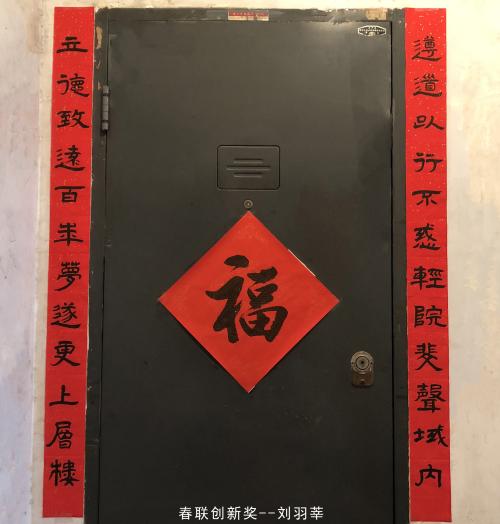 遵道以行不惑輕院斐聲域内
立德致遠百年夢遂更上層樓
福
春联创新奖--刘羽莘